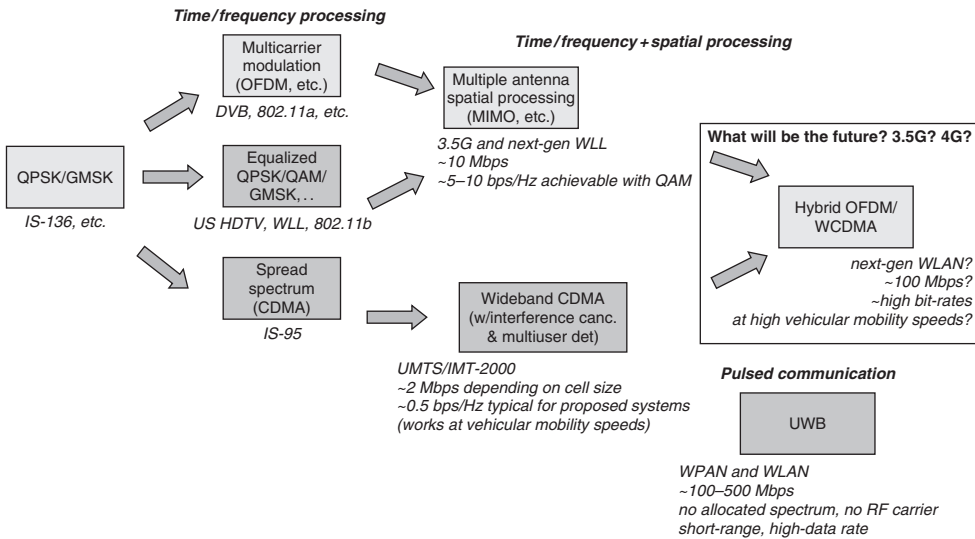 Time/frequency processing
Multicarrier
modulation
(OFDM, etc.)
DVB, 802.11a, etc.
QPSK/GMSK
IS-136, etc.
Equalized
QPSK/QAM/
GMSK,..
US HDTV, WLL, 802.11b
Spread
spectrum
(CDMA)
IS-95
Time/frequency+spatial processing
Multiple antenna
spatial processing
(MIMO, etc.)
3.5G and next-gen WLL
~10 Mbps
~5–10 bps/Hz achievable with QAM
Wideband CDMA
(w/interference canc.
& multiuser det)
UMTS/IMT-2000
~2 Mbps depending on cell size
~0.5 bps/Hz typical for proposed systems
(works at vehicular mobility speeds)
What will be the future? 3.5G? 4G?
Hybrid OFDM/
WCDMA
next-gen WLAN?
~100 Mbps?
~high bit-rates
at high vehicular mobility speeds?
Pulsed communication
UWB
WPAN and WLAN
~100–500 Mbps
no allocated spectrum, no RF carrier
short-range, high-data rate